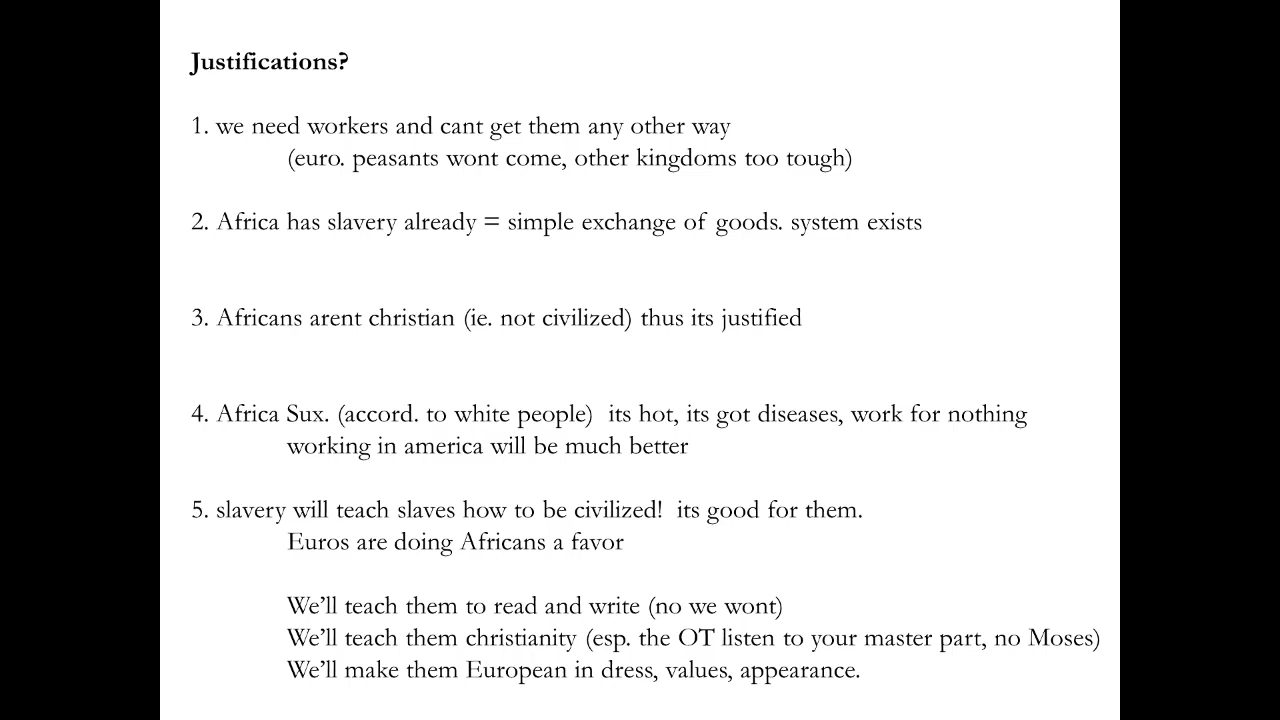 Justifications?
1. we need workers and cant get them any other way
(euro. peasants wont come, other kingdoms too tough)
2. Africa has slavery already = simple exchange of goods. system exists
3. Africans arent christian (ie. not civilized) thus its justified
4. Africa Sux. (accord. to white people)  its hot, its got diseases, work for nothing
working in america will be much better
5. slavery will teach slaves how to be civilized!  its good for them.
Euros are doing Africans a favor
We’ll teach them to read and write (no we wont)
We’ll teach them christianity (esp. the OT listen to your master part, no Moses)
We’ll make them European in dress, values, appearance.